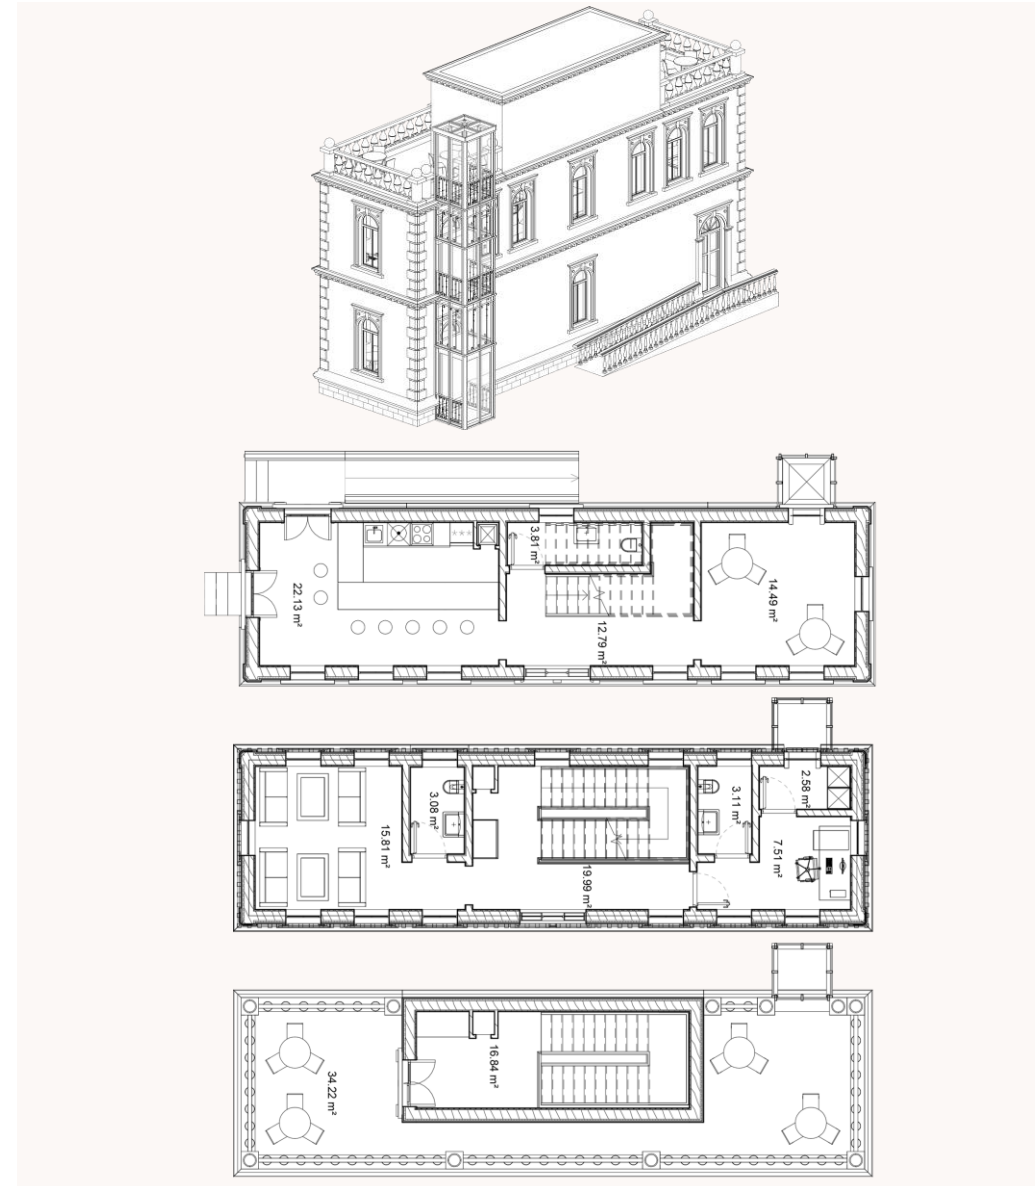 22.13 m²
3.81 m²
12.79 m²
14.49 m²
15.81 m²
3.08 m²
19.99 m²
3.11 m²
2.58 m²
7.51 m²
34.22 m²
16.84 m²